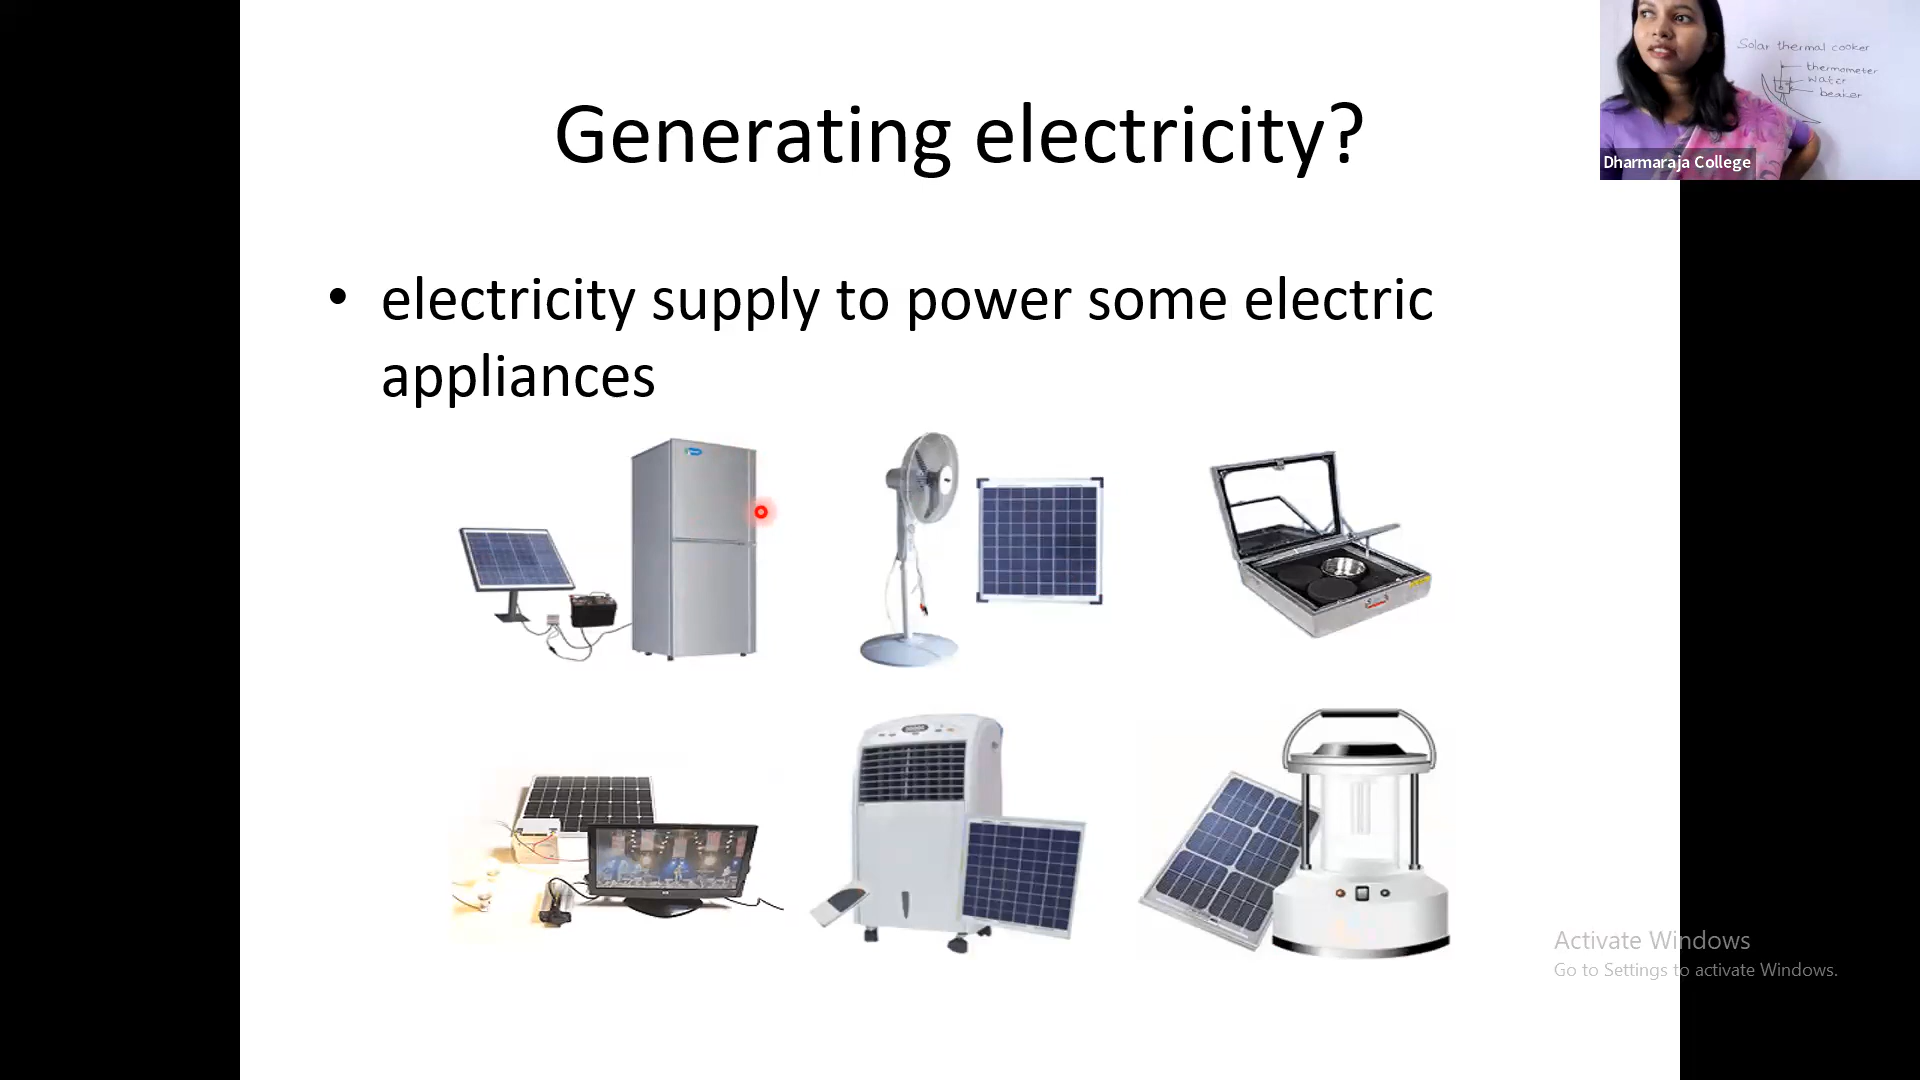 Generating electricity?
• electricity supply to power some electric
appliances
Solar thermal cooker
thermometer
water
beaker
Dharmaraja College
Activate Windows
Go to Settings to activate Windows.